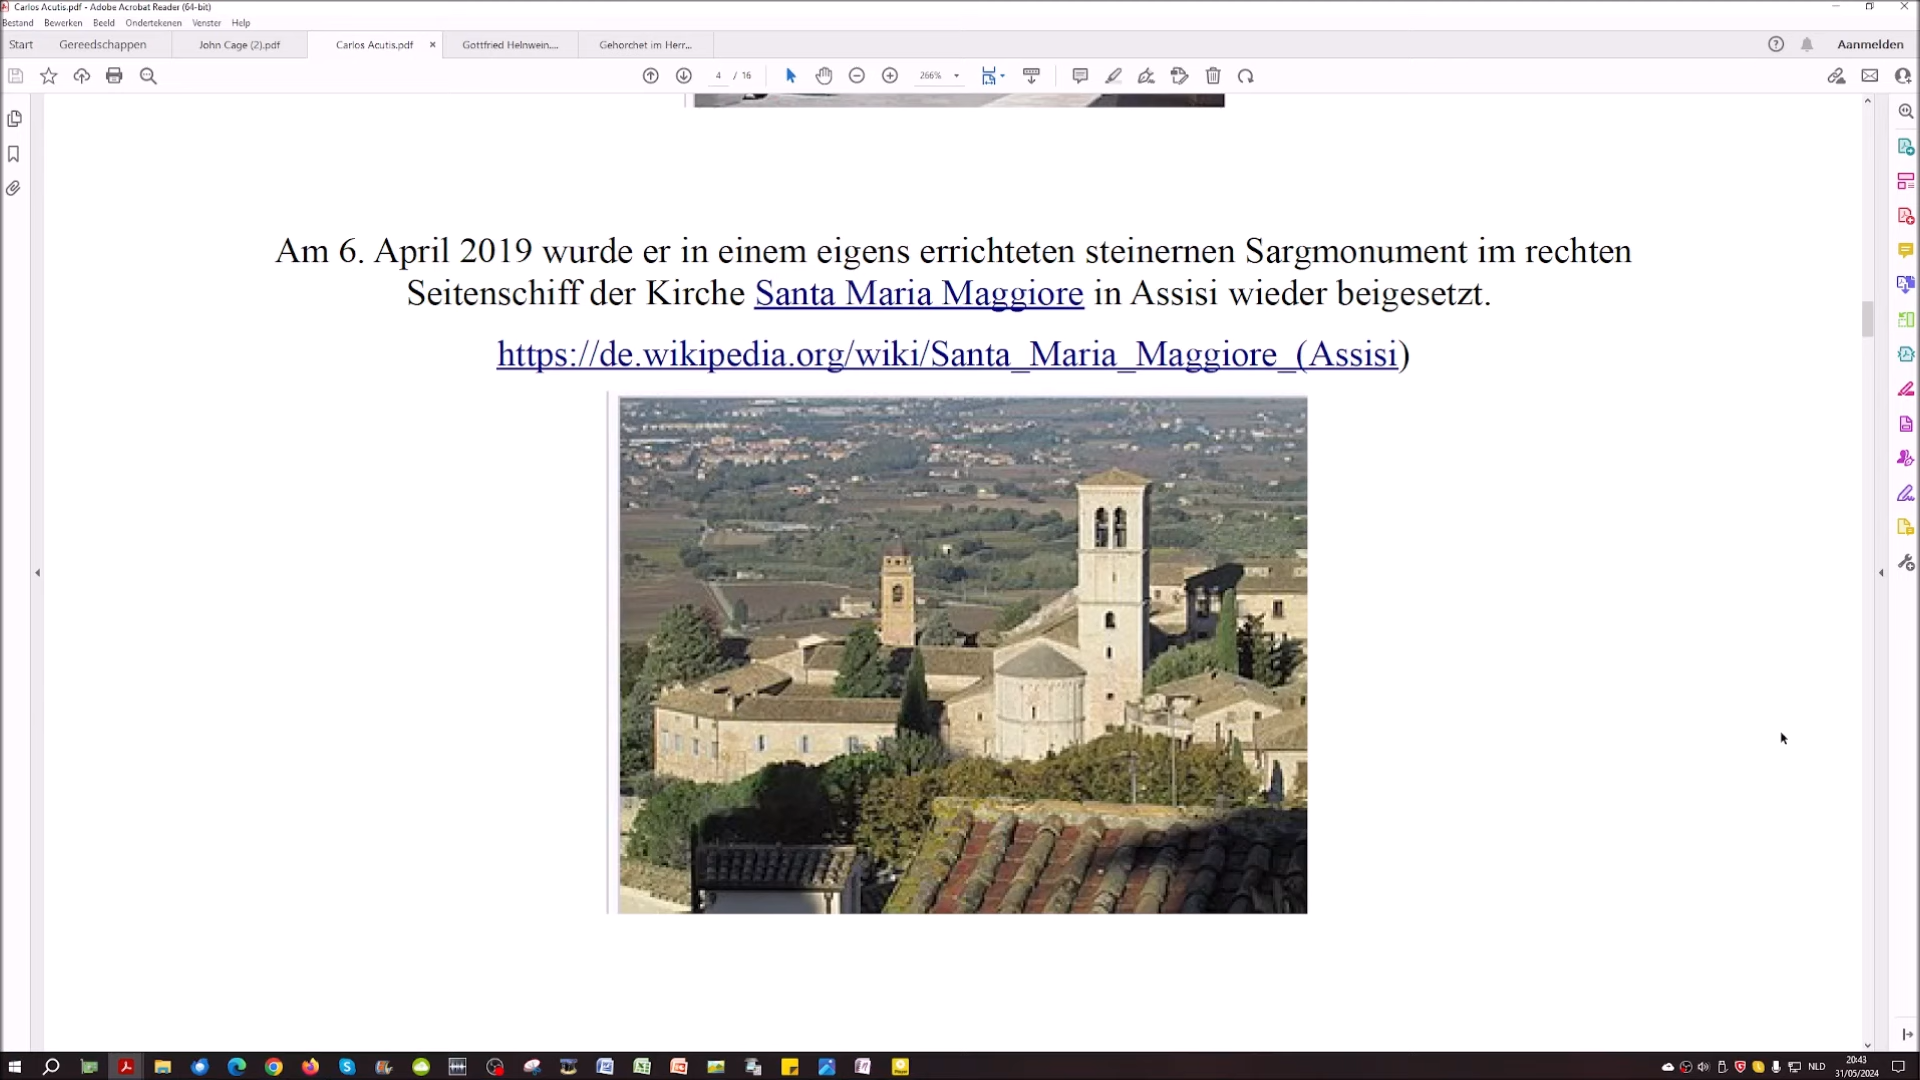 Carlos Acutis.pdf - Adobe Acrobat Reader (64-bit)
Bestand Bewerken Beeld Ondertekenen Venster Help
Start Gereedschappen John Cage (2).pdf Carlos Acutis.pdf × Gottfried Helnwein.... Gehorchet im Herr... Aanmelden
4 / 16 266%
Am 6. April 2019 wurde er in einem eigens errichteten steinernen Sargmonument im rechten
Seitenschiff der Kirche Santa Maria Maggiore in Assisi wieder beigesetzt.
https://de.wikipedia.org/wiki/Santa_Maria_Maggiore_(Assisi)
20:43
NLD
31/05/2024